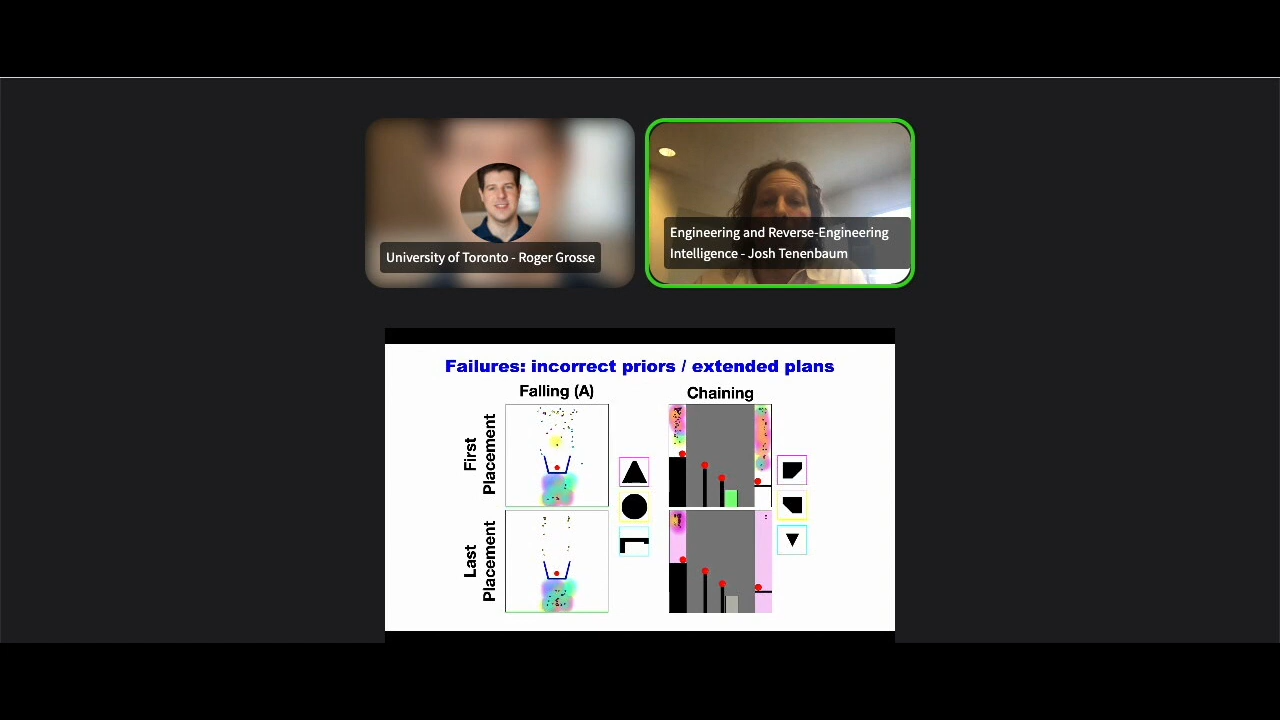 University of Toronto - Roger Grosse
Engineering and Reverse-Engineering
Intelligence - Josh Tenenbaum
Failures: incorrect priors / extended plans
Falling (A)
Chaining
First
Placement
Last
Placement